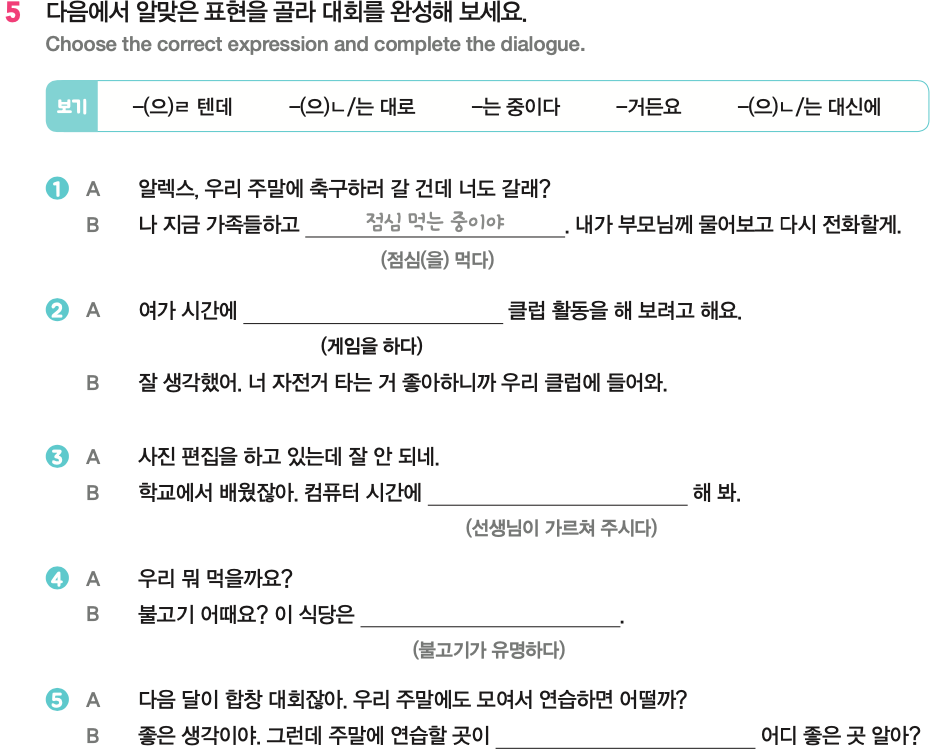 5 다음에서 알맞은 표현을 골라 대회를 완성해 보세요.
Choose the correct expression and complete the dialogue.
보기 –(으)ㄹ 텐데 –(으)ㄴ/는 대로 –는 중이다 –거든요 –(으)ㄴ/는 대신에
1 A 알렉스, 우리 주말에 축구하러 갈 건데 너도 갈래?
B 나 지금 가족들하고 점심 먹는 중이야. 내가 부모님께 물어보고 다시 전화할게.
(점심(을) 먹다)
2 A 여가 시간에 클럽 활동을 해 보려고 해요.
(게임을 하다)
B 잘 생각했어. 너 자전거 타는 거 좋아하니까 우리 클럽에 들어와.
3 A 사진 편집을 하고 있는데 잘 안 되네.
B 학교에서 배웠잖아. 컴퓨터 시간에 해 봐.
(선생님이 가르쳐 주시다)
4 A 우리 뭐 먹을까요?
B 불고기 어때요? 이 식당은 .
(불고기가 유명하다)
5 A 다음 달이 합창 대회잖아. 우리 주말에도 모여서 연습하면 어떨까?
B 좋은 생각이야. 그런데 주말에 연습할 곳이 어디 좋은 곳 알아?